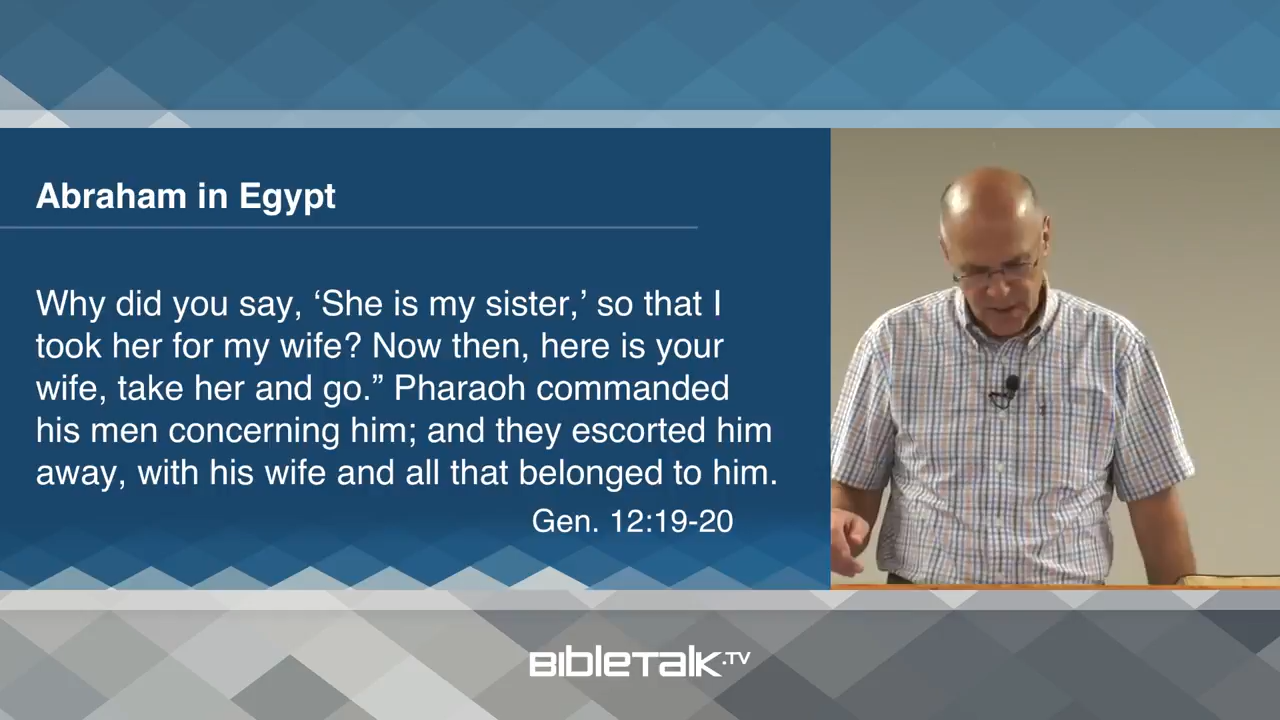 Abraham in Egypt
Why did you say, ‘She is my sister,’ so that I
took her for my wife? Now then, here is your
wife, take her and go.” Pharaoh commanded
his men concerning him; and they escorted him
away, with his wife and all that belonged to him.
Gen. 12:19-20
BIBLETALK.TV